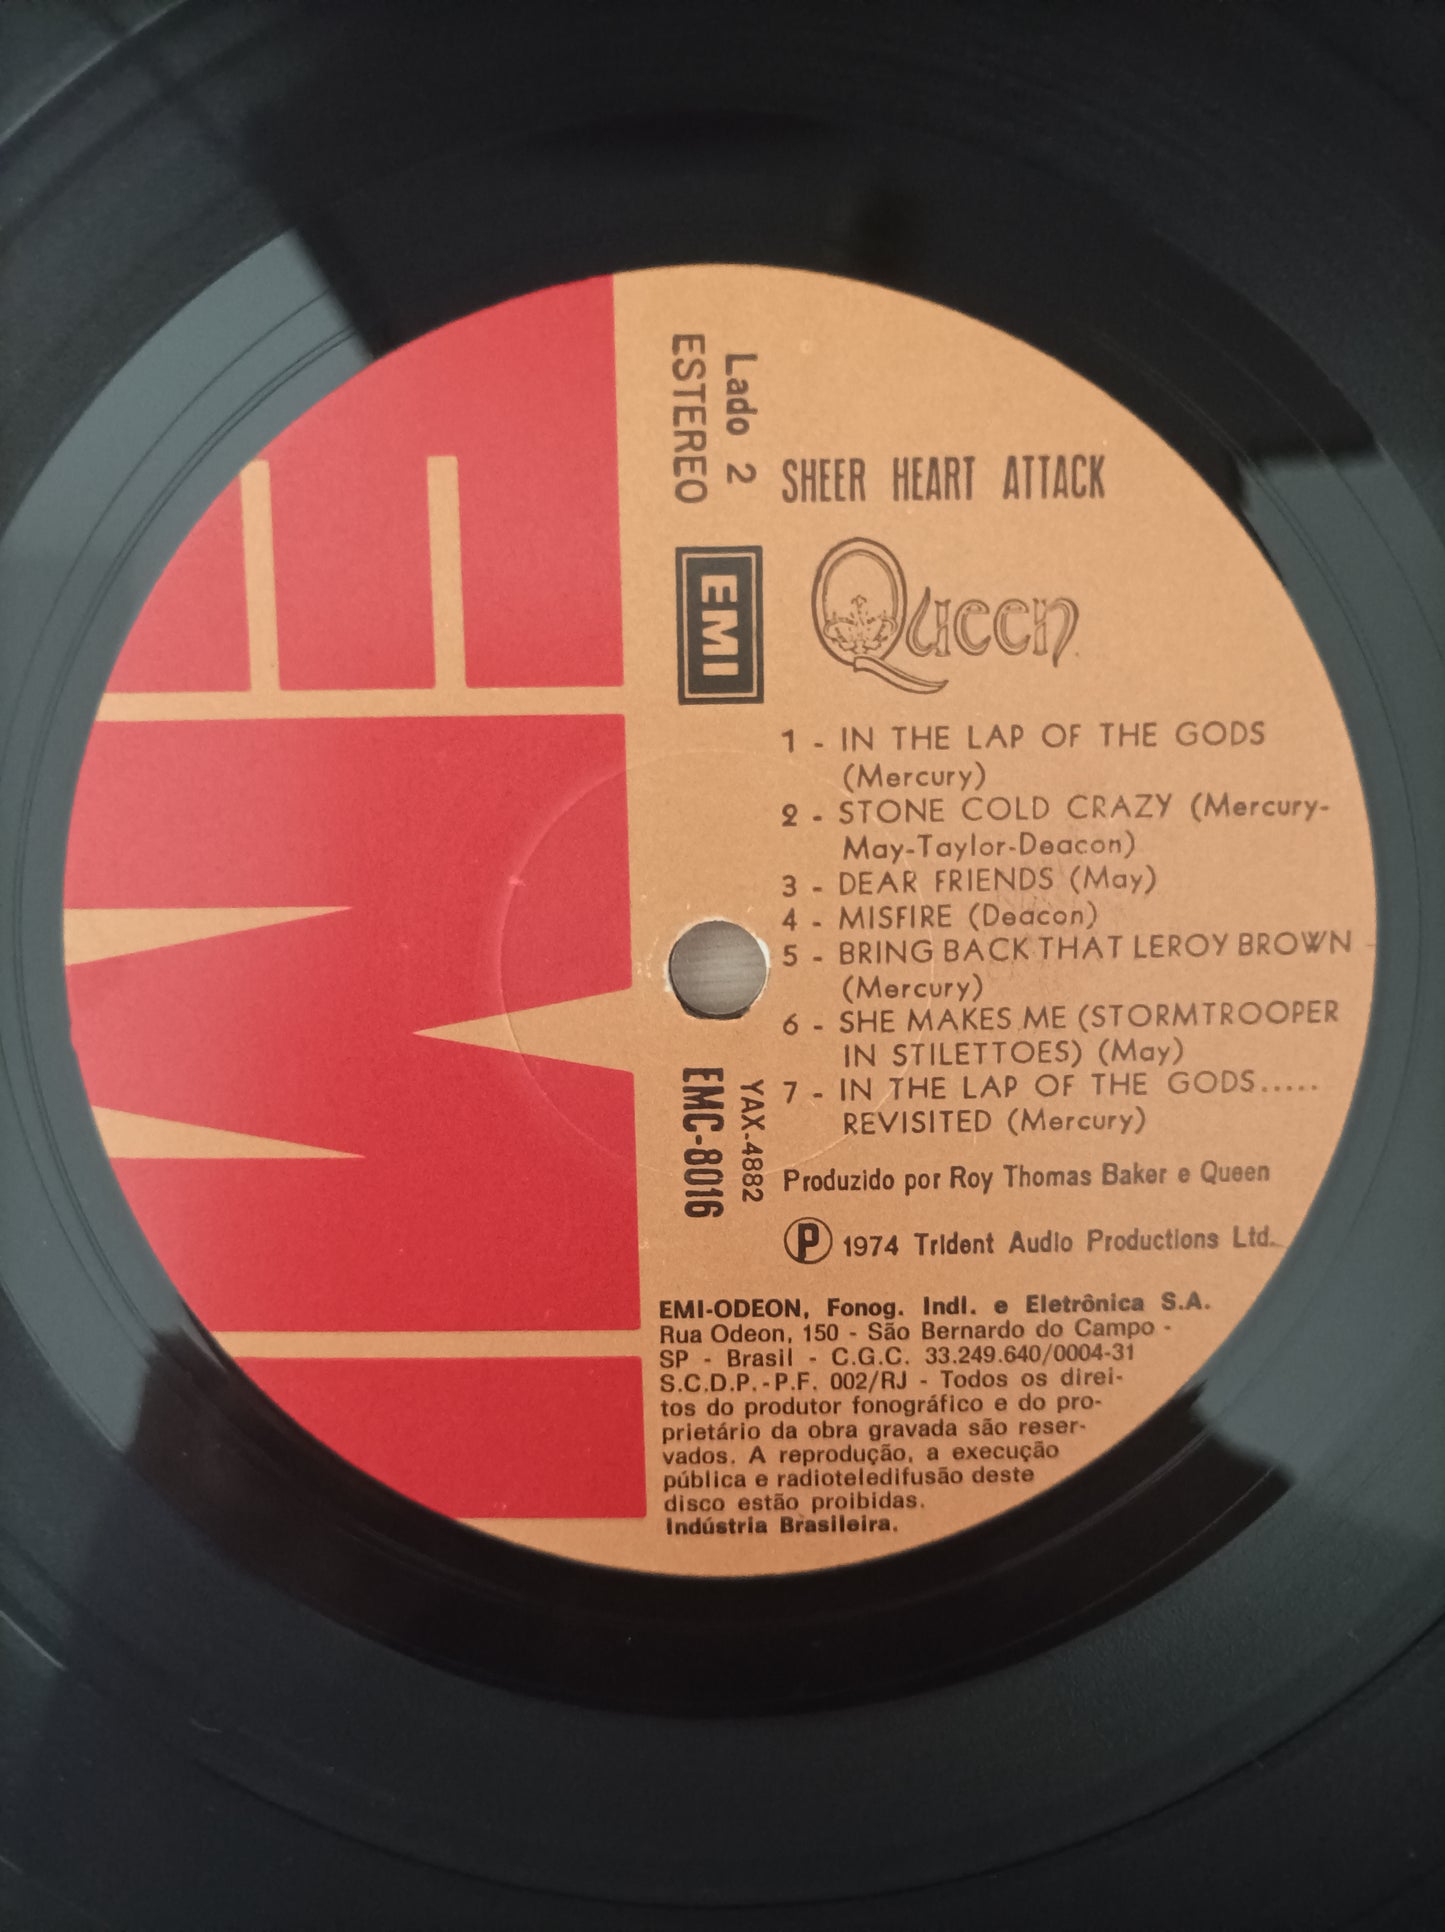 Lado 2
ESTEREO
SHEER HEART ATTACK
EMI
Queen
1 - IN THE LAP OF THE GODS
(Mercury)
2 - STONE COLD CRAZY (Mercury-
May-Taylor-Deacon)
3 - DEAR FRIENDS (May)
4 - MISFIRE (Deacon)
5 - BRING BACK THAT LEROY BROWN
(Mercury)
6 - SHE MAKES ME (STORMTROOPER
IN STILETTOES) (May)
7 - IN THE LAP OF THE GODS.....
REVISITED (Mercury)
YAX-4882
EMC-8016
Produzido por Roy Thomas Baker e Queen
Ⓟ 1974 Trident Audio Productions Ltd.
EMI-ODEON, Fonog. Indl. e Eletrônica S.A.
Rua Odeon, 150 - São Bernardo do Campo -
SP - Brasil - C.G.C. 33.249.640/0004-31
S.C.D.P.-P.F. 002/RJ - Todos os direi-
tos do produtor fonográfico e do pro-
prietário da obra gravada são reser-
vados. A reprodução, a execução
pública e radioteledifusão deste
disco estão proibidas.
Indústria Brasileira.
EMI